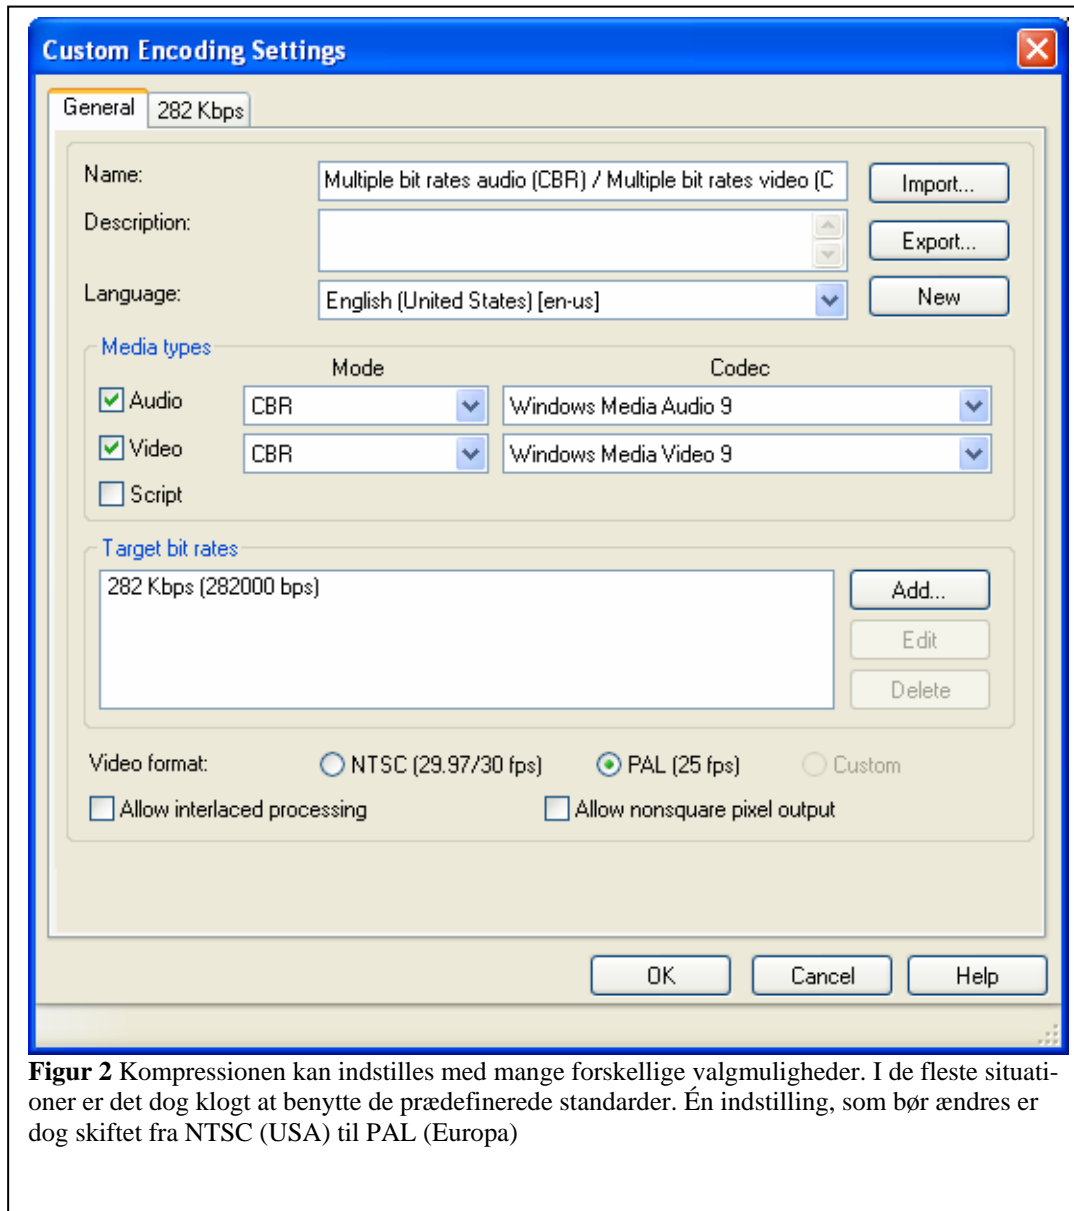 Custom Encoding Settings
General
282 Kbps
Name:
Multiple bit rates audio (CBR) / Multiple bit rates video (C
Import...
Description:
Export...
Language:
English (United States) [en-us]
New
Media types
Mode
Codec
Audio
CBR
Windows Media Audio 9
Video
CBR
Windows Media Video 9
Script
Target bit rates
282 Kbps (282000 bps)
Add...
Edit
Delete
Video format:
NTSC (29.97/30 fps)
PAL (25 fps)
Custom
Allow interlaced processing
Allow nonsquare pixel output
OK
Cancel
Help
Figur 2 Kompressionen kan indstilles med mange forskellige valgmuligheder. I de fleste situati-
oner er det dog klogt at benytte de prædefinerede standarder. Én indstilling, som bør ændres er
dog skiftet fra NTSC (USA) til PAL (Europa)